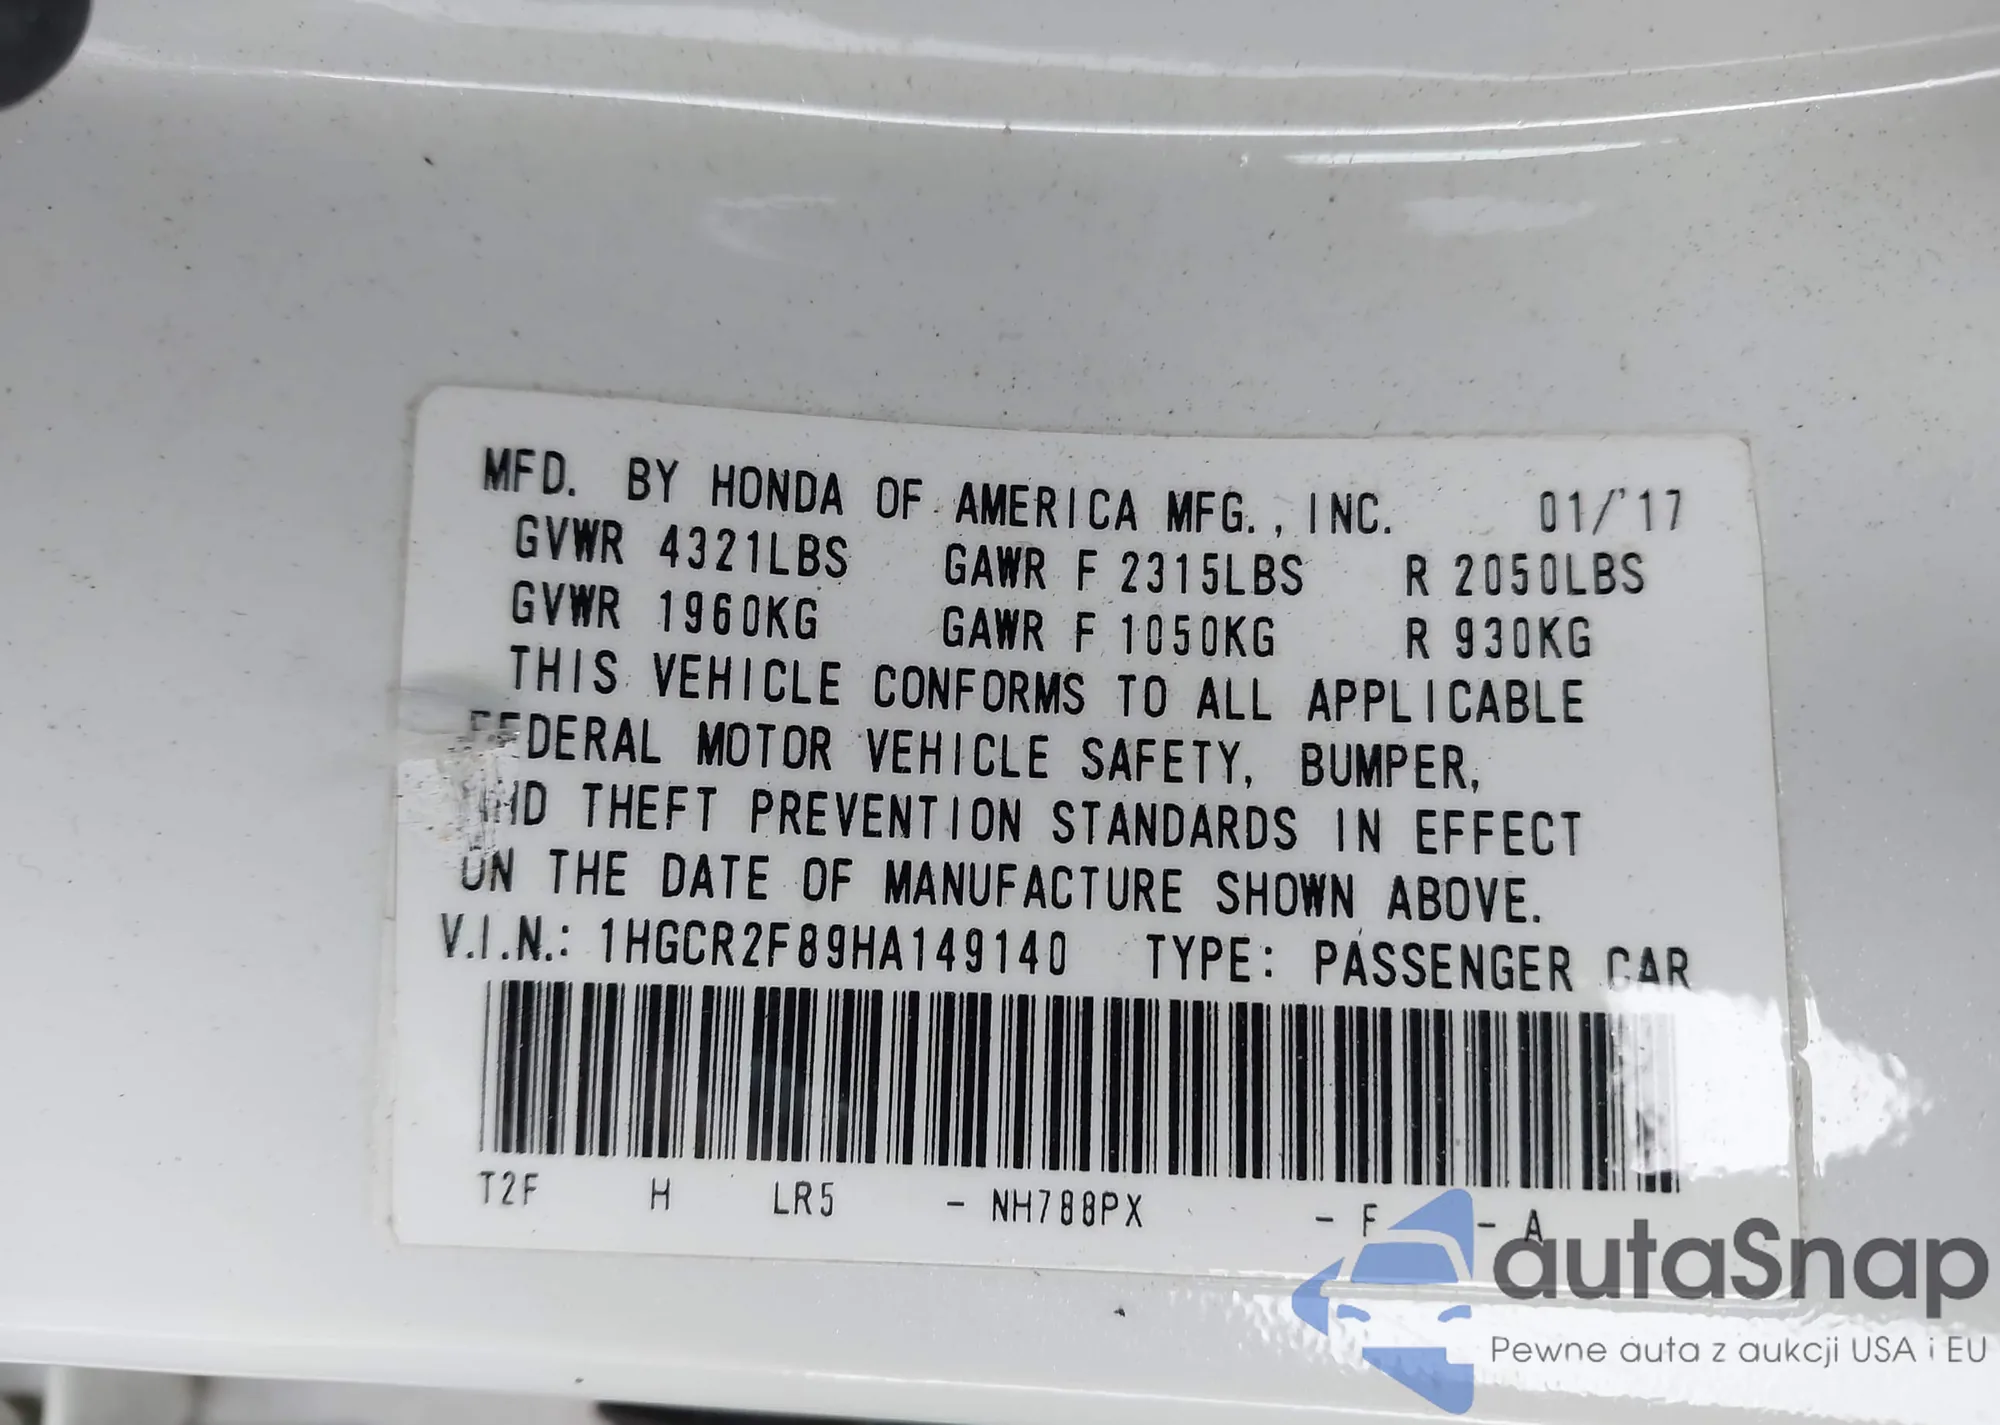 MFD. BY HONDA OF AMERICA MFG., INC. 01/'17
GVWR 4321LBS GAWR F 2315LBS R 2050LBS
GVWR 1960KG GAWR F 1050KG R 930KG
THIS VEHICLE CONFORMS TO ALL APPLICABLE
FEDERAL MOTOR VEHICLE SAFETY, BUMPER,
AND THEFT PREVENTION STANDARDS IN EFFECT
ON THE DATE OF MANUFACTURE SHOWN ABOVE.
V.I.N.: 1HGCR2F89HA149140 TYPE: PASSENGER CAR
T2F H LR5 - NH788PX - F - A
autaSnap
Pewne auta z aukcji USA i EU